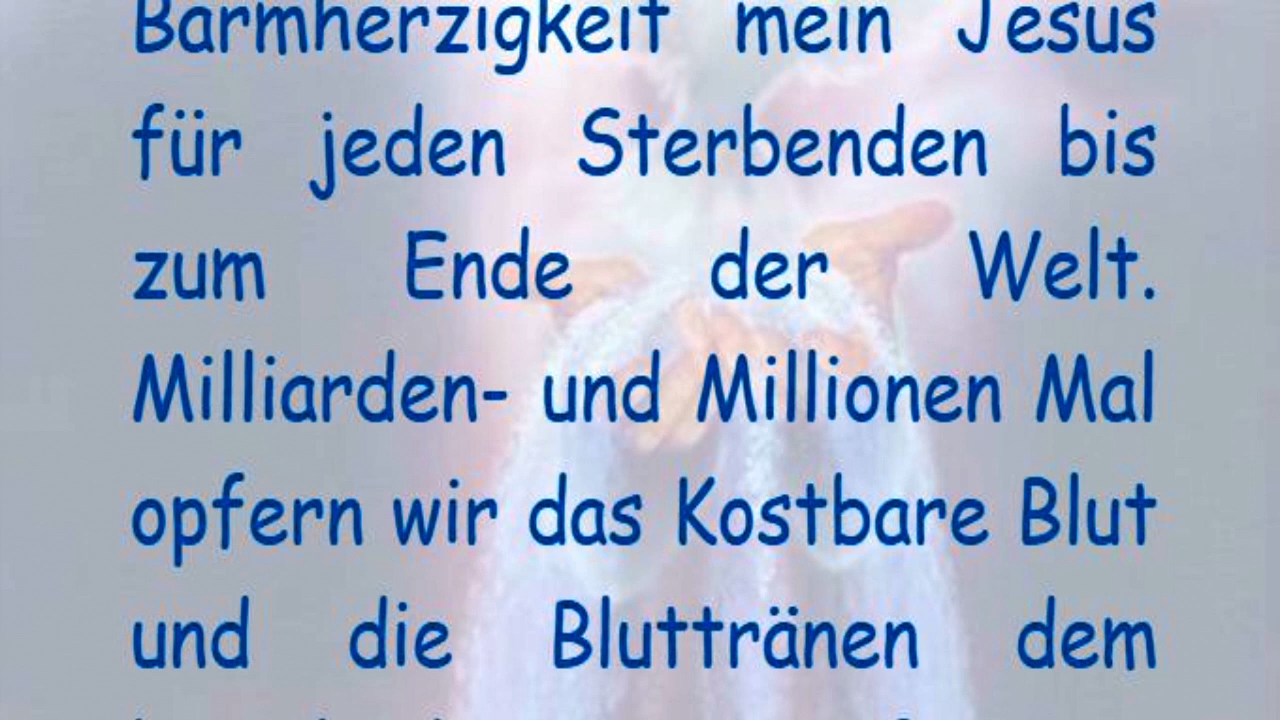 Barmherzigkeit mein Jesus
für jeden Sterbenden bis
zum Ende der Welt.
Milliarden- und Millionen Mal
opfern wir das Kostbare Blut
und die Bluttränen dem